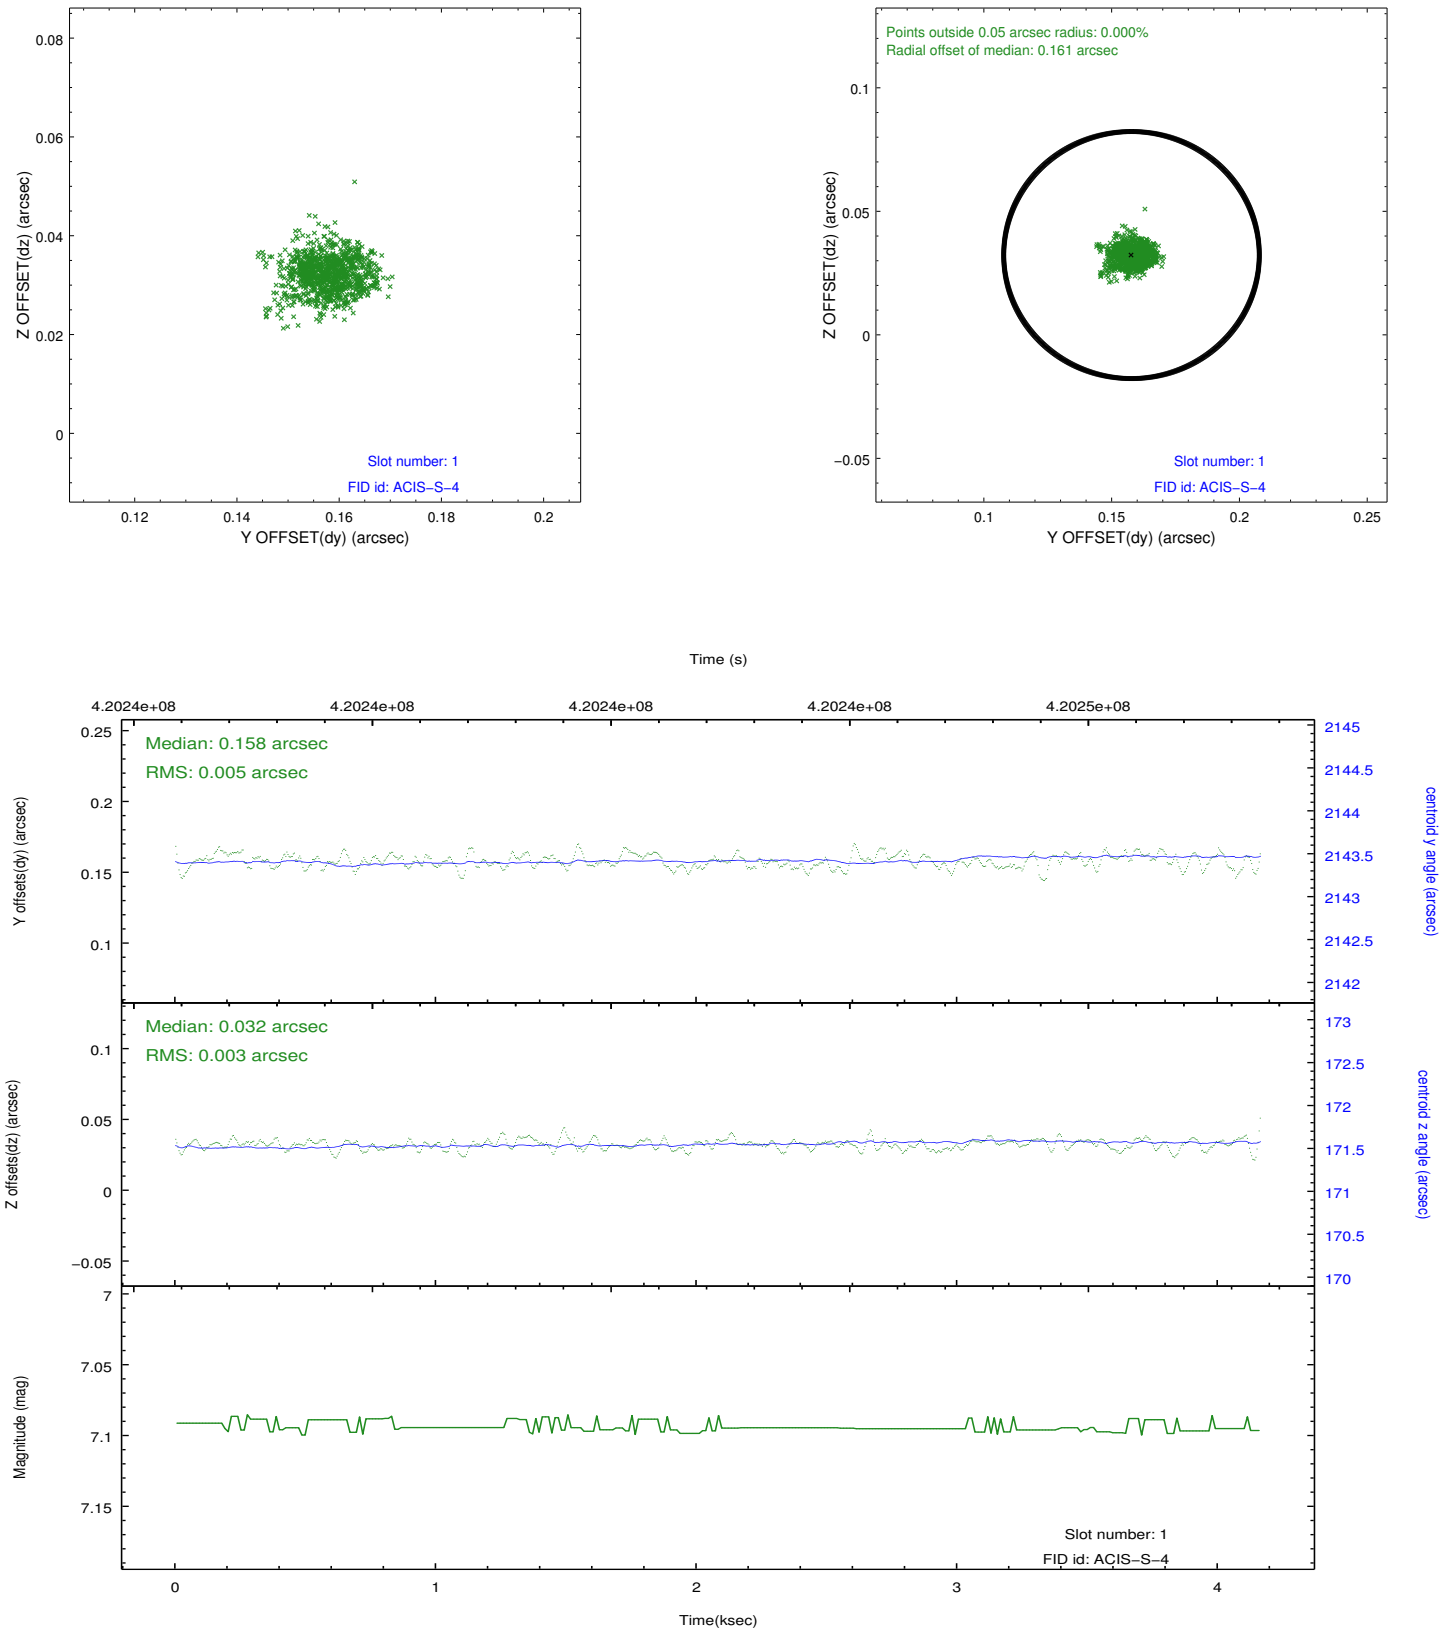 0.08
0.06
0.04
0.02
0
Z OFFSET(dz) (arcsec)
Slot number: 1
FID id: ACIS−S−4
0.12 0.14 0.16 0.18 0.2
Y OFFSET(dy) (arcsec)
Points outside 0.05 arcsec radius: 0.000%
Radial offset of median: 0.161 arcsec
0.1
0.05
0
−0.05
Z OFFSET(dz) (arcsec)
Slot number: 1
FID id: ACIS−S−4
0.1 0.15 0.2 0.25
Y OFFSET(dy) (arcsec)
Time (s)
4.2024e+08 4.2024e+08 4.2024e+08 4.2024e+08 4.2025e+08
Median: 0.158 arcsec
RMS: 0.005 arcsec
0.25
0.2
0.15
0.1
Y offsets(dy) (arcsec)
2145
2144.5
2144
2143.5
2143
2142.5
2142
centroid y angle (arcsec)
Median: 0.032 arcsec
RMS: 0.003 arcsec
0.1
0.05
0
−0.05
Z offsets(dz) (arcsec)
173
172.5
172
171.5
171
170.5
170
centroid z angle (arcsec)
7
7.05
7.1
7.15
Magnitude (mag)
Slot number: 1
FID id: ACIS−S−4
0 1 2 3 4
Time(ksec)